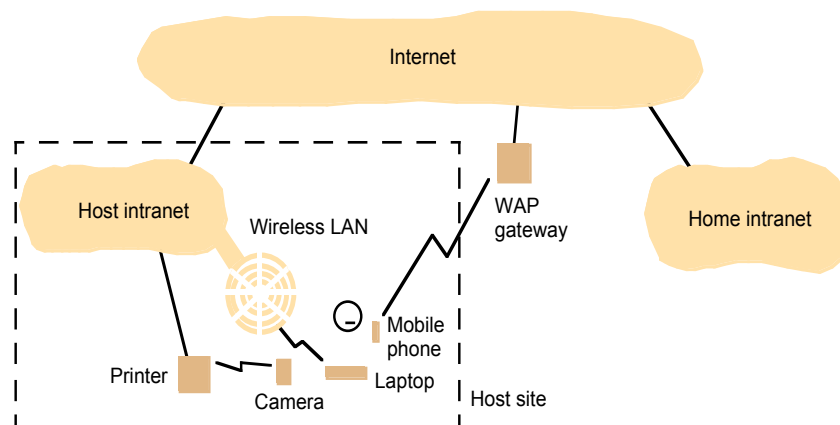 Internet
Host intranet
Wireless LAN
WAP
gateway
Home intranet
Mobile
phone
Printer
Camera
Laptop
Host site